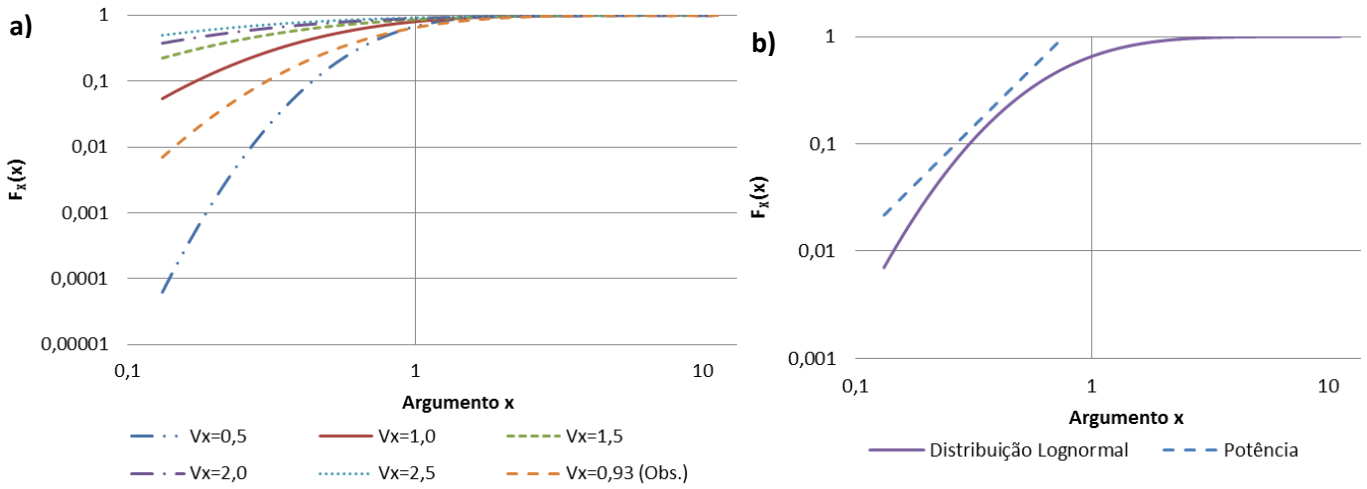 a)
1
0,1
0,01
0,001
0,0001
0,00001
F_X(x)
0,1 1 10
Argumento x
Vx=0,5 Vx=1,0 Vx=1,5
Vx=2,0 Vx=2,5 Vx=0,93 (Obs.)
b)
1
0,1
0,01
0,001
F_X(x)
0,1 1 10
Argumento x
Distribuição Lognormal Potência